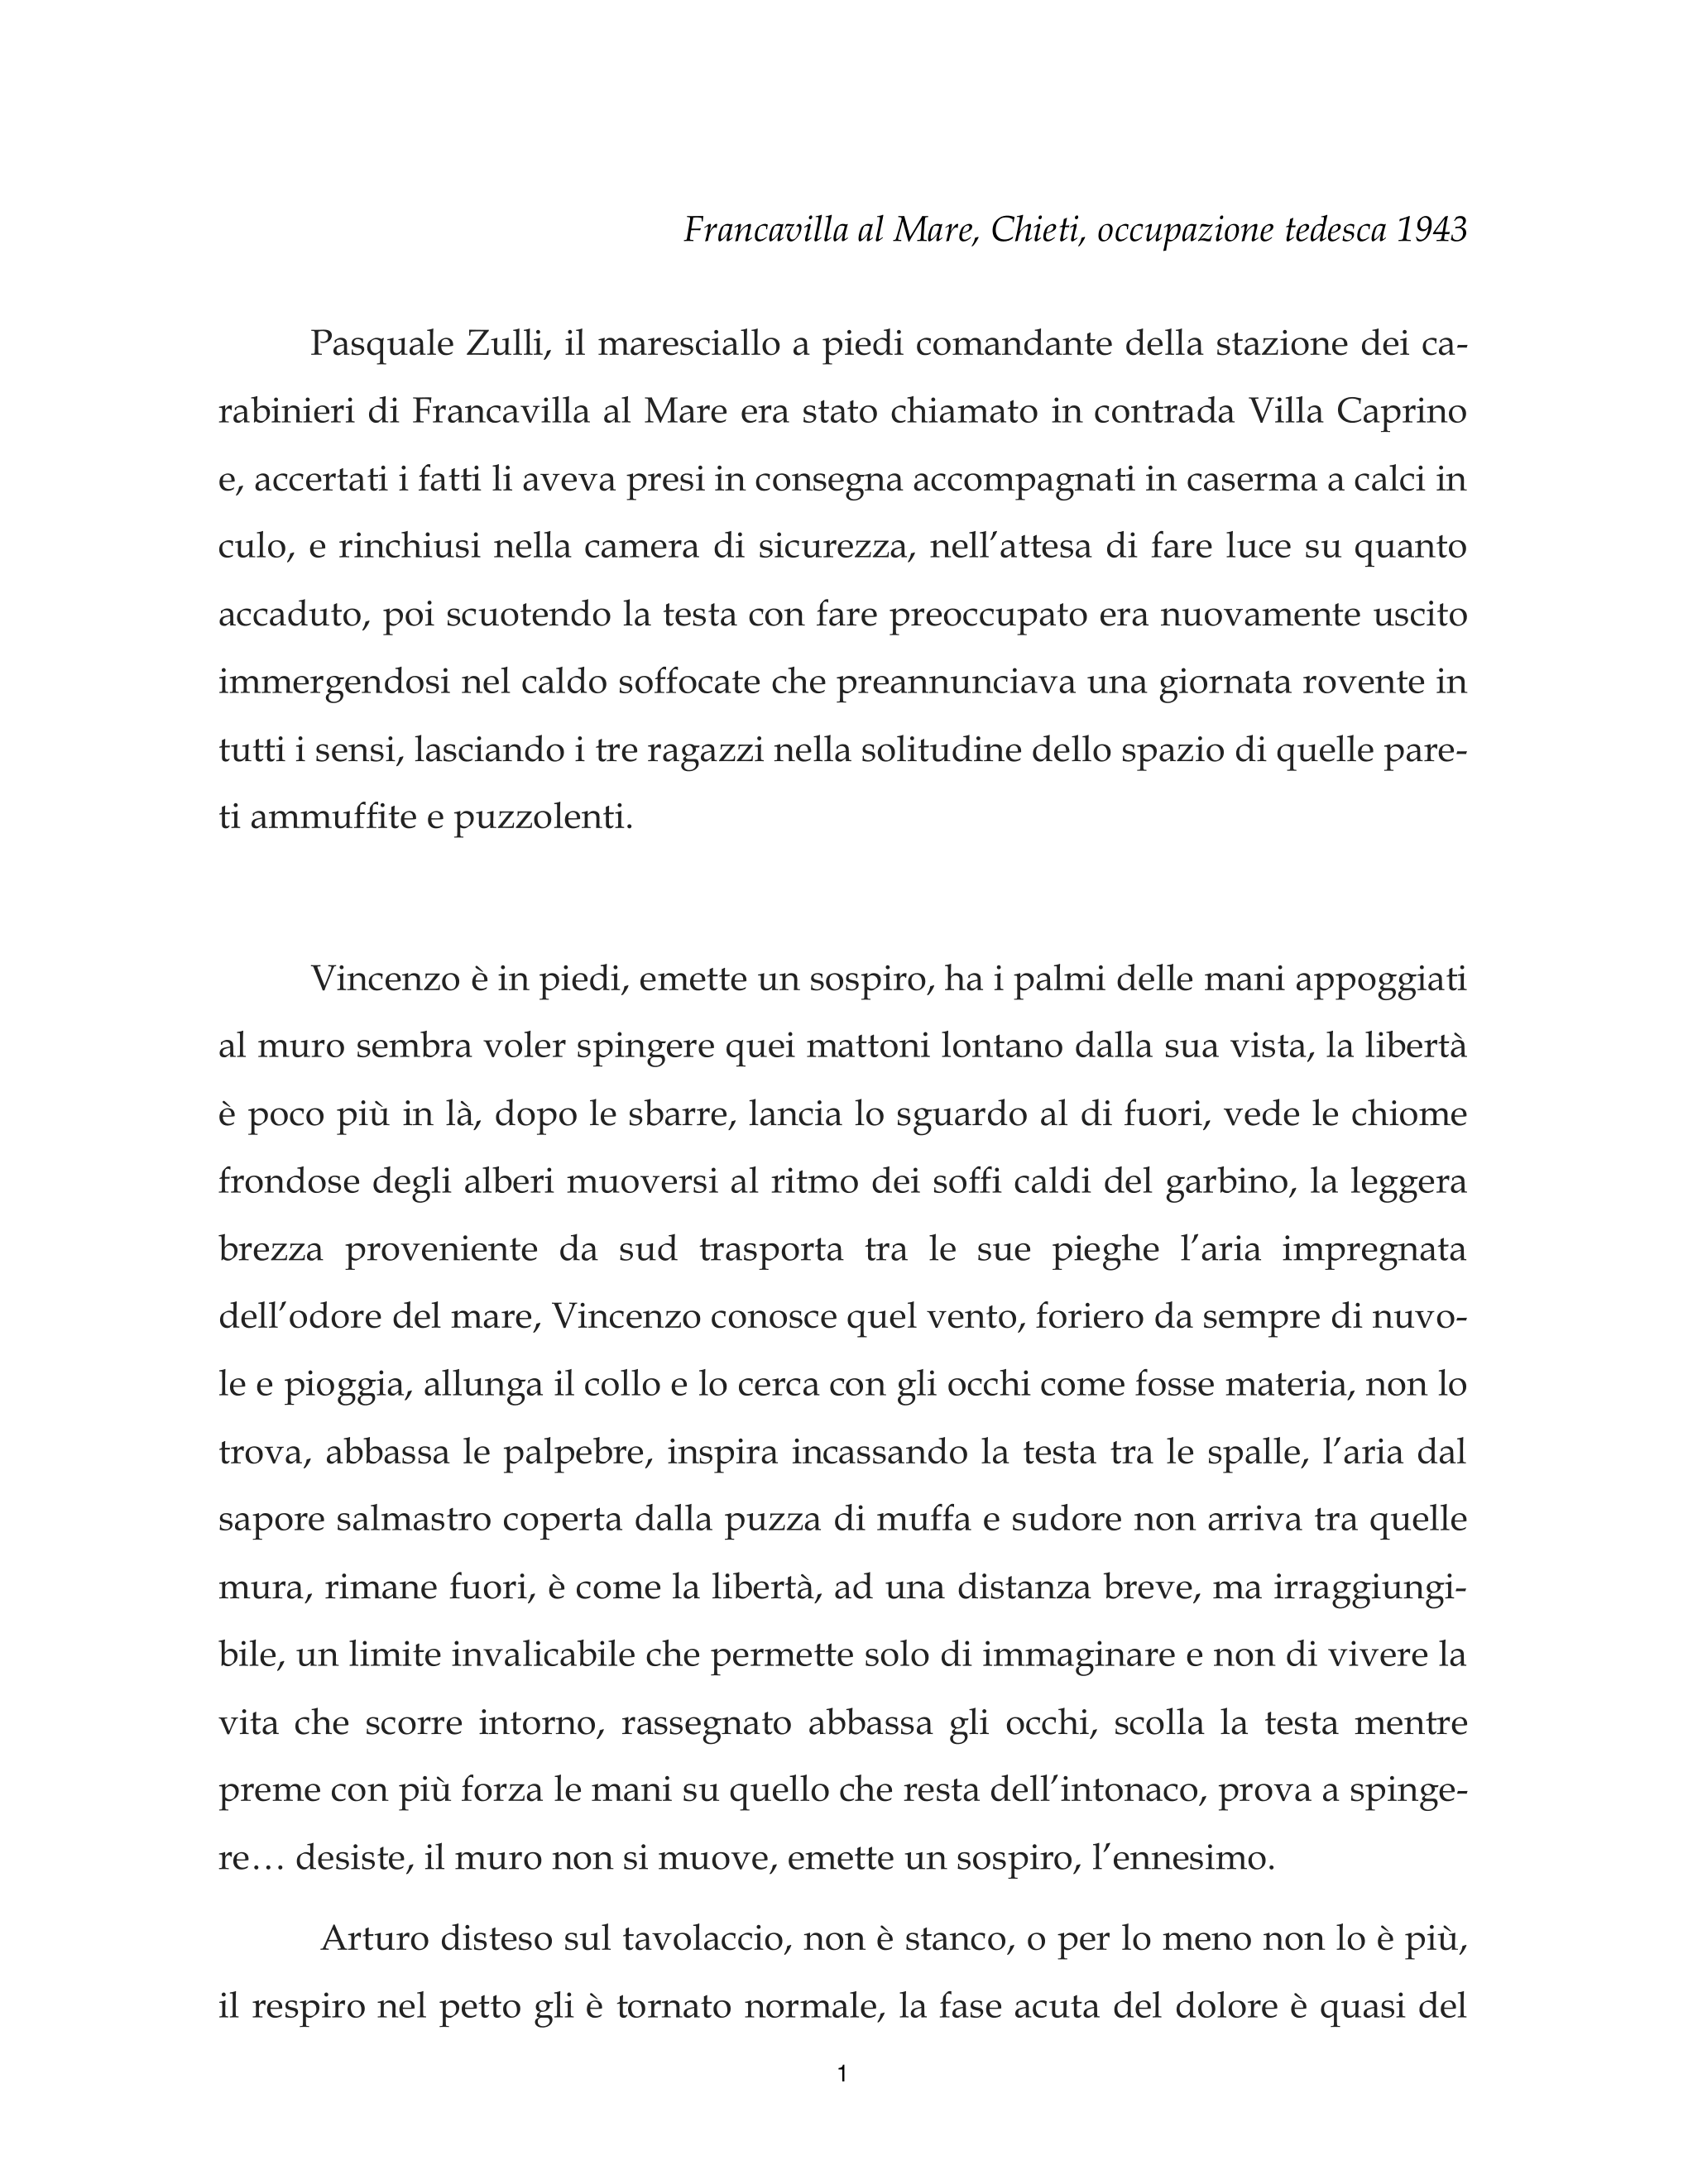 Francavilla al Mare, Chieti, occupazione tedesca 1943
Pasquale Zulli, il maresciallo a piedi comandante della stazione dei ca-
rabinieri di Francavilla al Mare era stato chiamato in contrada Villa Caprino
e, accertati i fatti li aveva presi in consegna accompagnati in caserma a calci in
culo, e rinchiusi nella camera di sicurezza, nell’attesa di fare luce su quanto
accaduto, poi scuotendo la testa con fare preoccupato era nuovamente uscito
immergendosi nel caldo soffocate che preannunciava una giornata rovente in
tutti i sensi, lasciando i tre ragazzi nella solitudine dello spazio di quelle pare-
ti ammuffite e puzzolenti.
Vincenzo è in piedi, emette un sospiro, ha i palmi delle mani appoggiati
al muro sembra voler spingere quei mattoni lontano dalla sua vista, la libertà
è poco più in là, dopo le sbarre, lancia lo sguardo al di fuori, vede le chiome
frondose degli alberi muoversi al ritmo dei soffi caldi del garbino, la leggera
brezza proveniente da sud trasporta tra le sue pieghe l’aria impregnata
dell’odore del mare, Vincenzo conosce quel vento, foriero da sempre di nuvo-
le e pioggia, allunga il collo e lo cerca con gli occhi come fosse materia, non lo
trova, abbassa le palpebre, inspira incassando la testa tra le spalle, l’aria dal
sapore salmastro coperta dalla puzza di muffa e sudore non arriva tra quelle
mura, rimane fuori, è come la libertà, ad una distanza breve, ma irraggiungi-
bile, un limite invalicabile che permette solo di immaginare e non di vivere la
vita che scorre intorno, rassegnato abbassa gli occhi, scolla la testa mentre
preme con più forza le mani su quello che resta dell’intonaco, prova a spinge-
re… desiste, il muro non si muove, emette un sospiro, l’ennesimo.
Arturo disteso sul tavolaccio, non è stanco, o per lo meno non lo è più,
il respiro nel petto gli è tornato normale, la fase acuta del dolore è quasi del
1